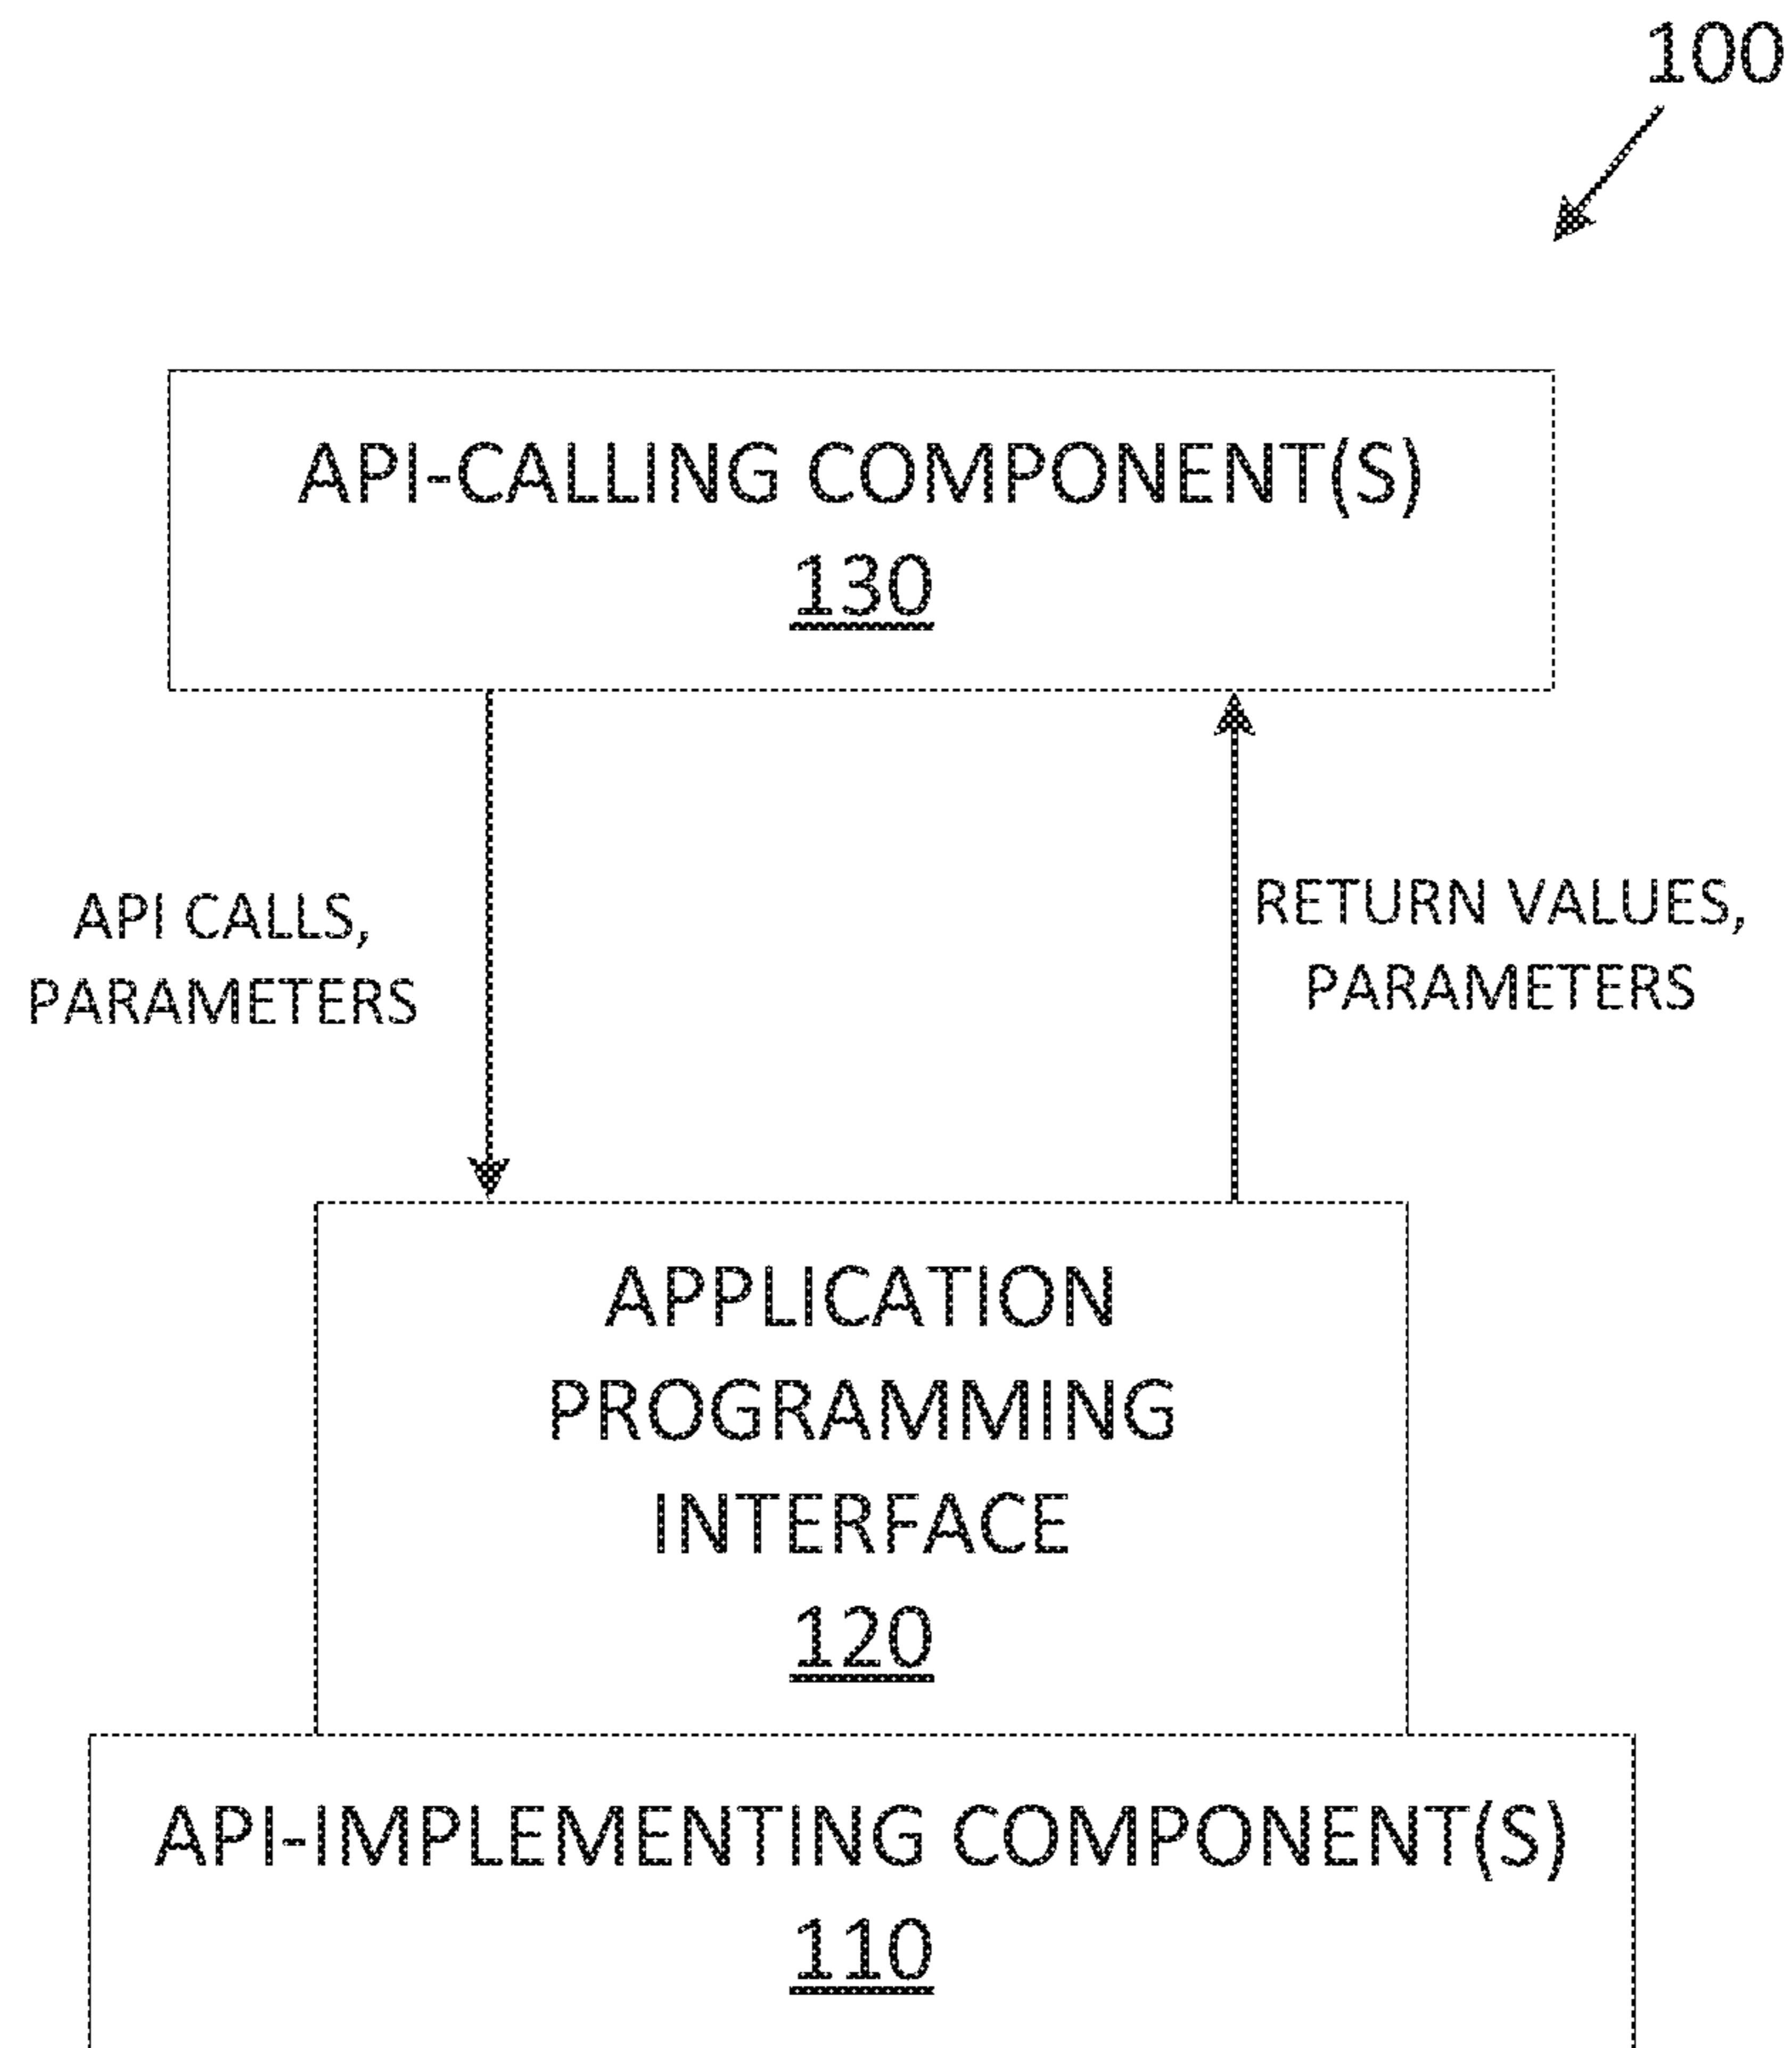 100
API-CALLING COMPONENT(S)
130
API CALLS,
PARAMETERS
RETURN VALUES,
PARAMETERS
APPLICATION
PROGRAMMING
INTERFACE
120
API-IMPLEMENTING COMPONENT(S)
110